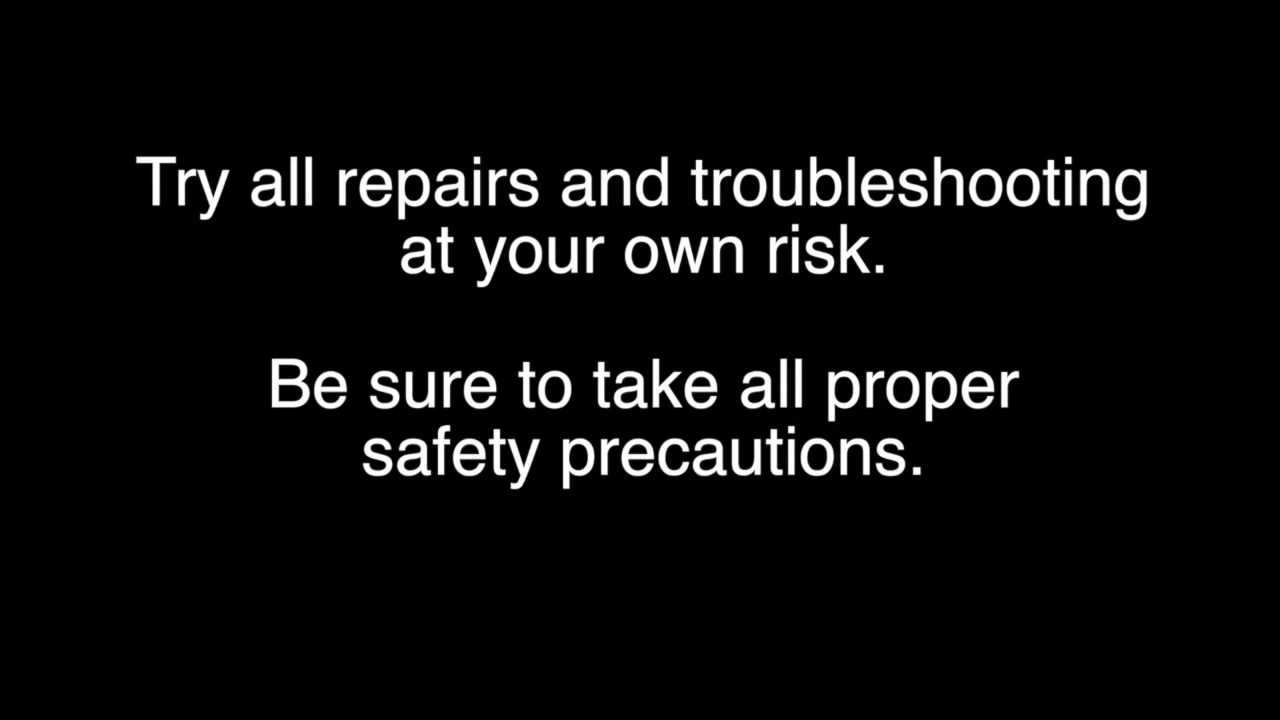 Try all repairs and troubleshooting
at your own risk.
Be sure to take all proper
safety precautions.